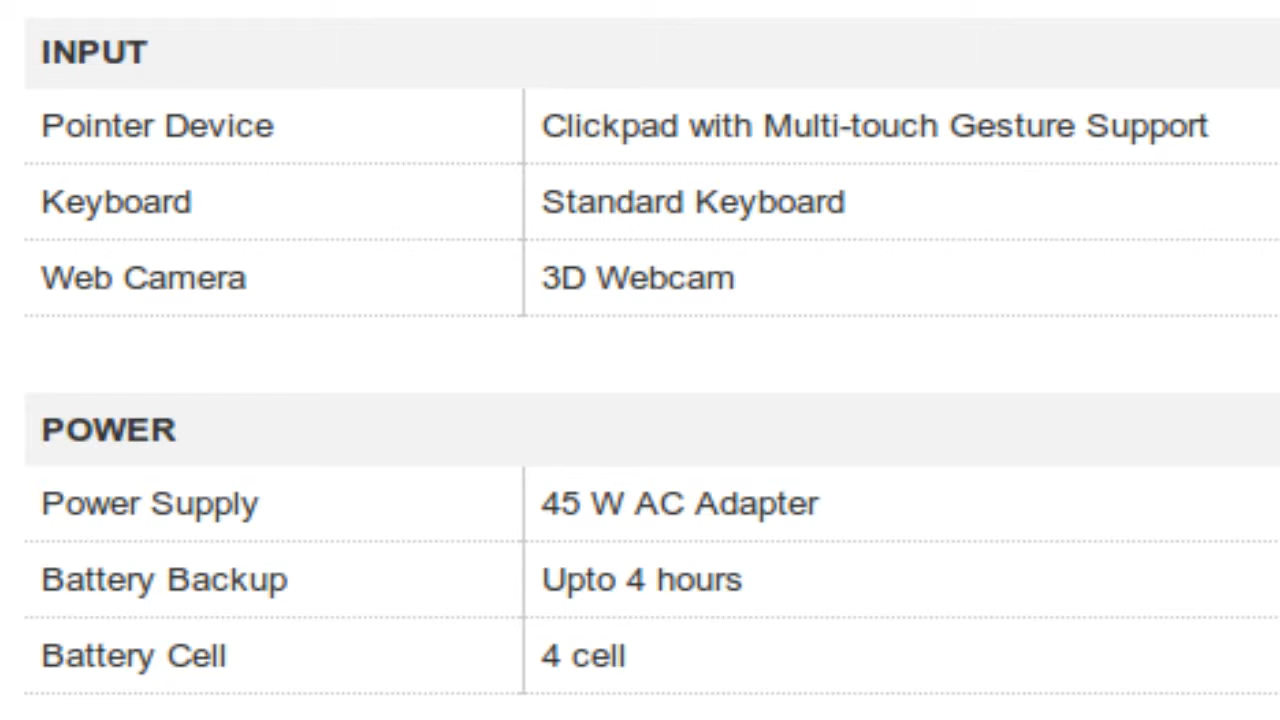 INPUT
Pointer Device Clickpad with Multi-touch Gesture Support
Keyboard Standard Keyboard
Web Camera 3D Webcam
POWER
Power Supply 45 W AC Adapter
Battery Backup Upto 4 hours
Battery Cell 4 cell